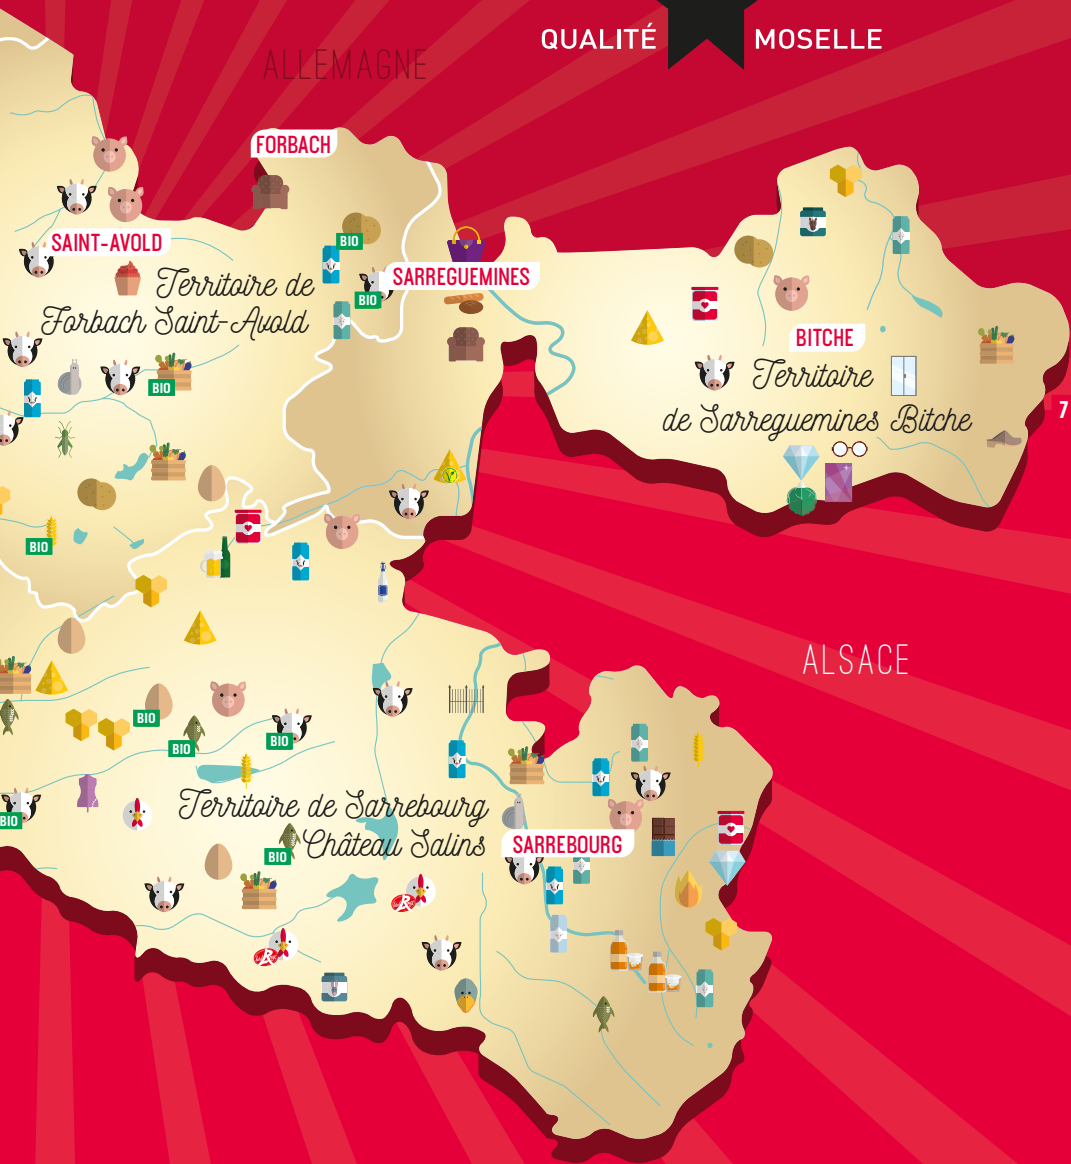 QUALITÉ MOSELLE
ALLEMAGNE
FORBACH
SAINT-AVOLD
BIO
SARREGUEMINES
BIO
Territoire de
Forbach Saint-Avold
BITCHE
Territoire
de Sarreguemines Bitche
7
BIO
BIO
ALSACE
BIO
BIO
BIO
BIO
Territoire de Sarrebourg
Château Salins
SARREBOURG
BIO
R
R